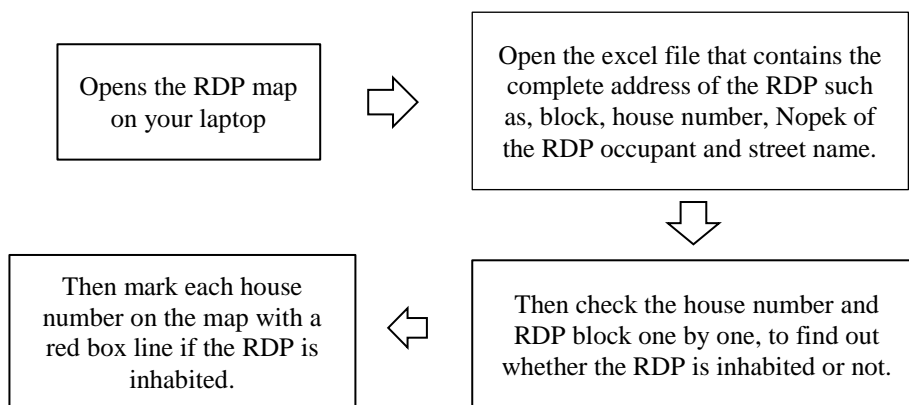 Opens the RDP map
on your laptop
Open the excel file that contains the
complete address of the RDP such
as, block, house number, Nopek of
the RDP occupant and street name.
Then check the house number and
RDP block one by one, to find out
whether the RDP is inhabited or not.
Then mark each house
number on the map with a
red box line if the RDP is
inhabited.